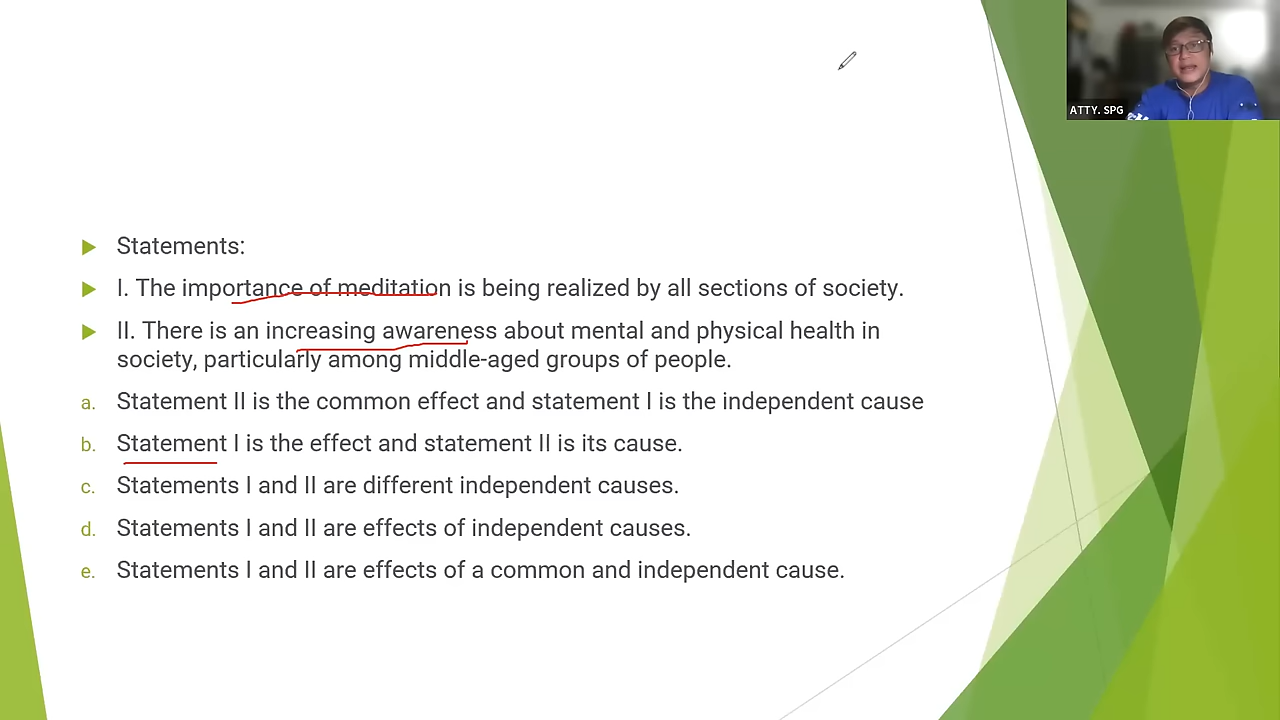 ATTY. SPG
Statements:
I. The importance of meditation is being realized by all sections of society.
II. There is an increasing awareness about mental and physical health in
society, particularly among middle-aged groups of people.
a. Statement II is the common effect and statement I is the independent cause
b. Statement I is the effect and statement II is its cause.
c. Statements I and II are different independent causes.
d. Statements I and II are effects of independent causes.
e. Statements I and II are effects of a common and independent cause.